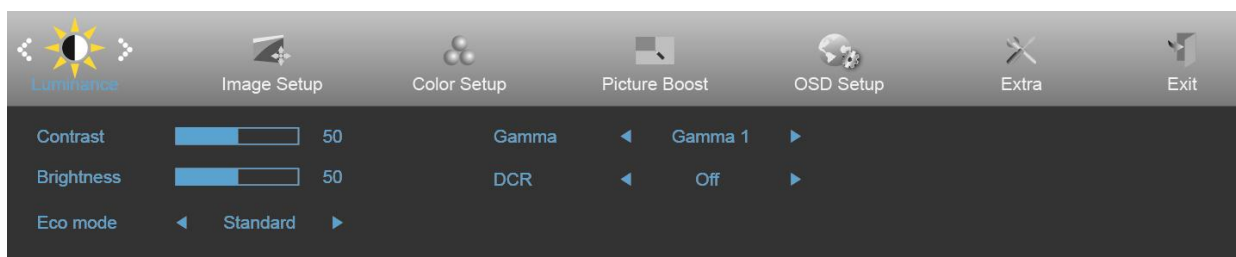 Luminance Image Setup Color Setup Picture Boost OSD Setup Extra Exit
Contrast 50 Gamma Gamma 1
Brightness 50 DCR Off
Eco mode Standard